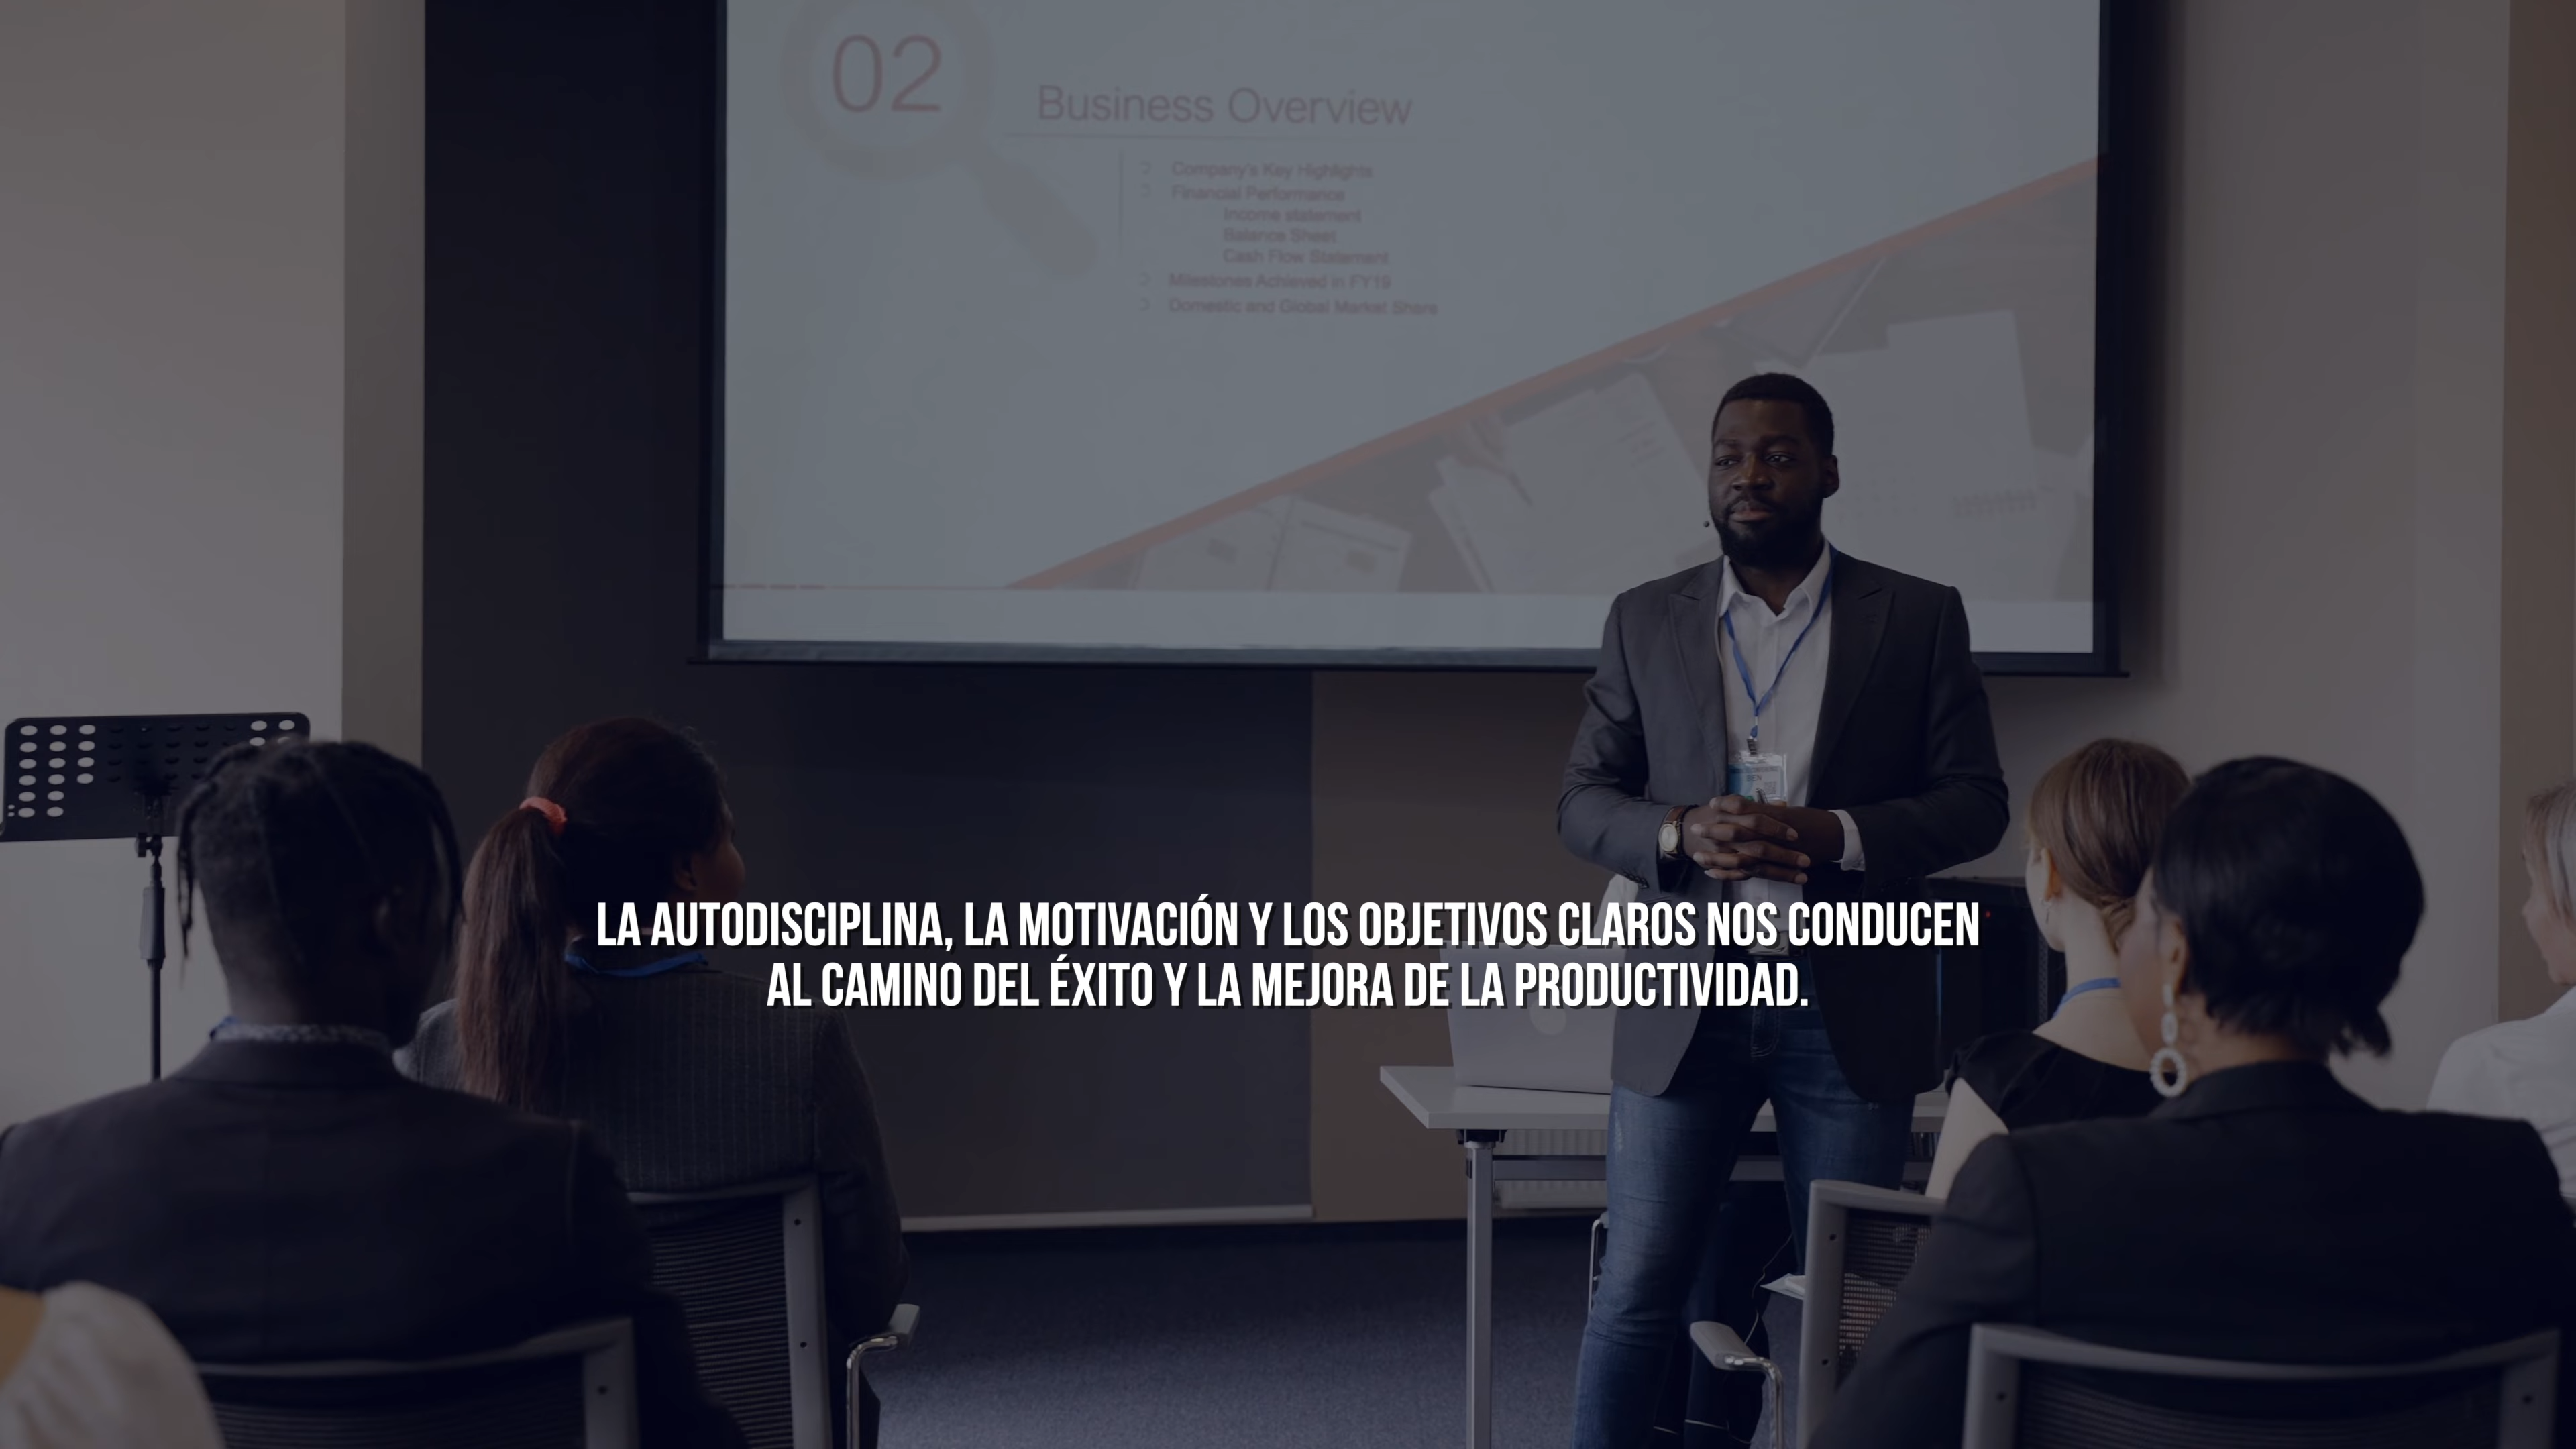 02
Business Overview
Company's Key Highlights
Financial Performance
Income statement
Balance Sheet
Cash Flow Statement
Milestones Achieved in FY19
Domestic and Global Market Share
LA AUTODISCIPLINA, LA MOTIVACIÓN Y LOS OBJETIVOS CLAROS NOS CONDUCEN
AL CAMINO DEL ÉXITO Y LA MEJORA DE LA PRODUCTIVIDAD.